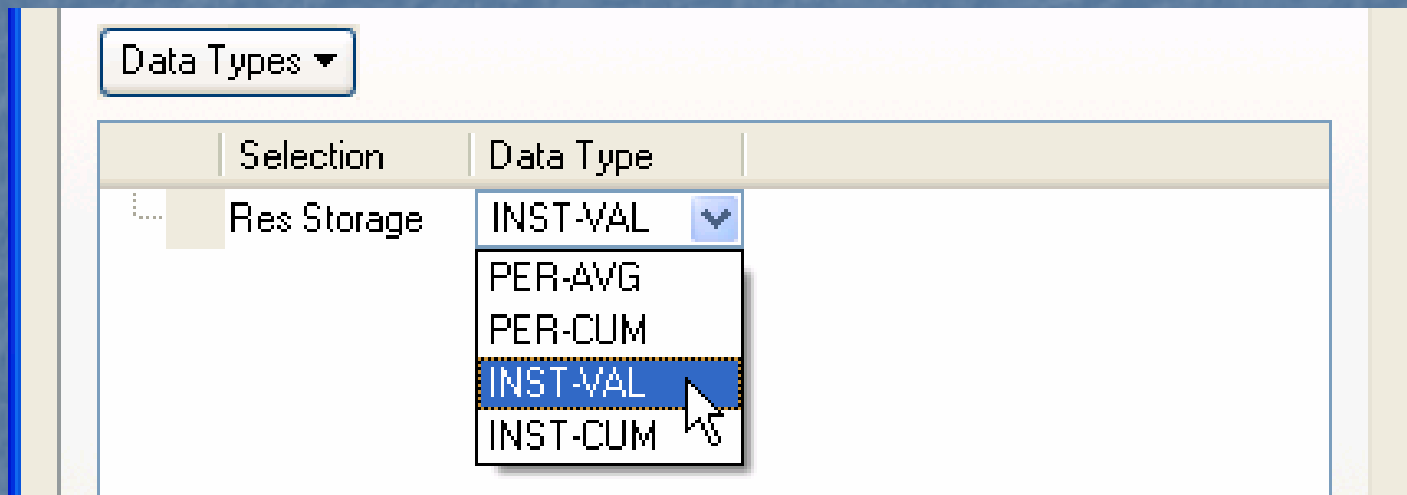 Data Types
Selection Data Type
Res Storage INST-VAL
PER-AVG
PER-CUM
INST-VAL
INST-CUM